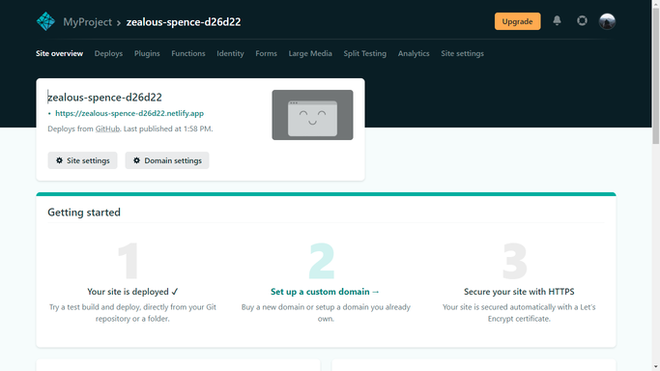 MyProject > zealous-spence-d26d22
Upgrade
Site overview Deploys Plugins Functions Identity Forms Large Media Split Testing Analytics Site settings
zealous-spence-d26d22
• https://zealous-spence-d26d22.netlify.app
Deploys from GitHub. Last published at 1:58 PM.
Site settings Domain settings
Getting started
1
Your site is deployed ✓
Try a test build and deploy, directly from your Git
repository or a folder.
2
Set up a custom domain →
Buy a new domain or setup a domain you already
own.
3
Secure your site with HTTPS
Your site is secured automatically with a Let's
Encrypt certificate.